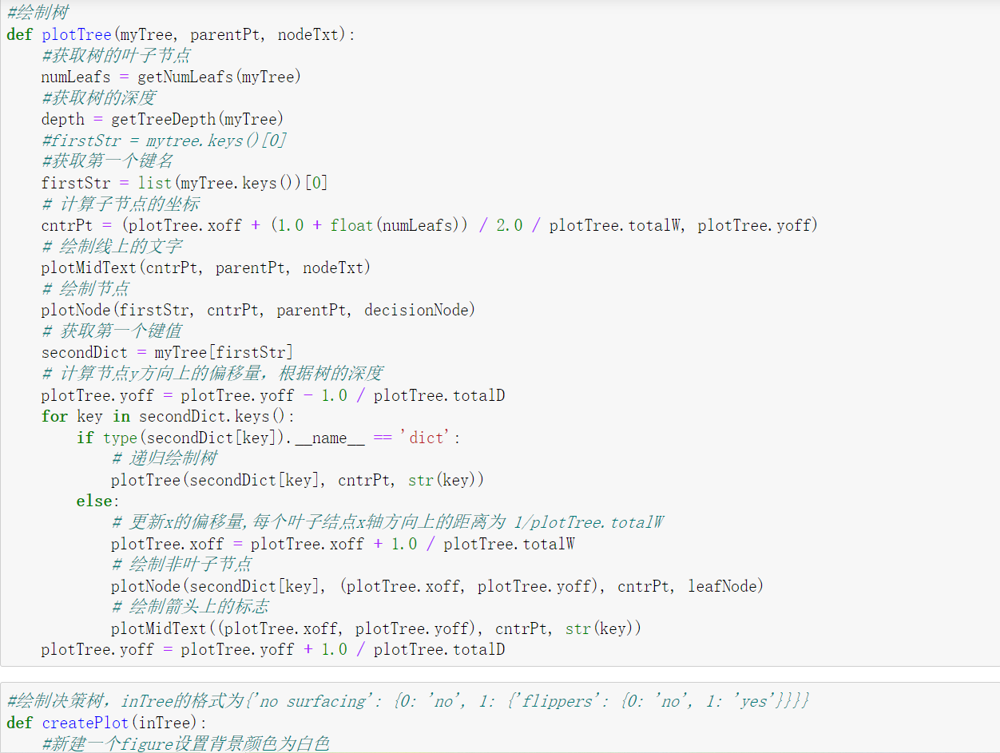 #绘制树
def plotTree(myTree, parentPt, nodeTxt):
    #获取树的叶子节点
    numLeafs = getNumLeafs(myTree)
    #获取树的深度
    depth = getTreeDepth(myTree)
    #firstStr = mytree.keys()[0]
    #获取第一个键名
    firstStr = list(myTree.keys())[0]
    # 计算子节点的坐标
    cntrPt = (plotTree.xoff + (1.0 + float(numLeafs)) / 2.0 / plotTree.totalW, plotTree.yoff)
    # 绘制线上的文字
    plotMidText(cntrPt, parentPt, nodeTxt)
    # 绘制节点
    plotNode(firstStr, cntrPt, parentPt, decisionNode)
    # 获取第一个键值
    secondDict = myTree[firstStr]
    # 计算节点y方向上的偏移量，根据树的深度
    plotTree.yoff = plotTree.yoff - 1.0 / plotTree.totalD
    for key in secondDict.keys():
        if type(secondDict[key]).__name__ == 'dict':
            # 递归绘制树
            plotTree(secondDict[key], cntrPt, str(key))
        else:
            # 更新x的偏移量,每个叶子结点x轴方向上的距离为 1/plotTree.totalW
            plotTree.xoff = plotTree.xoff + 1.0 / plotTree.totalW
            # 绘制非叶子节点
            plotNode(secondDict[key], (plotTree.xoff, plotTree.yoff), cntrPt, leafNode)
            # 绘制箭头上的标志
            plotMidText((plotTree.xoff, plotTree.yoff), cntrPt, str(key))
    plotTree.yoff = plotTree.yoff + 1.0 / plotTree.totalD
#绘制决策树，inTree的格式为{'no surfacing': {0: 'no', 1: {'flippers': {0: 'no', 1: 'yes'}}}}
def createPlot(inTree):
    #新建一个figure设置背景颜色为白色